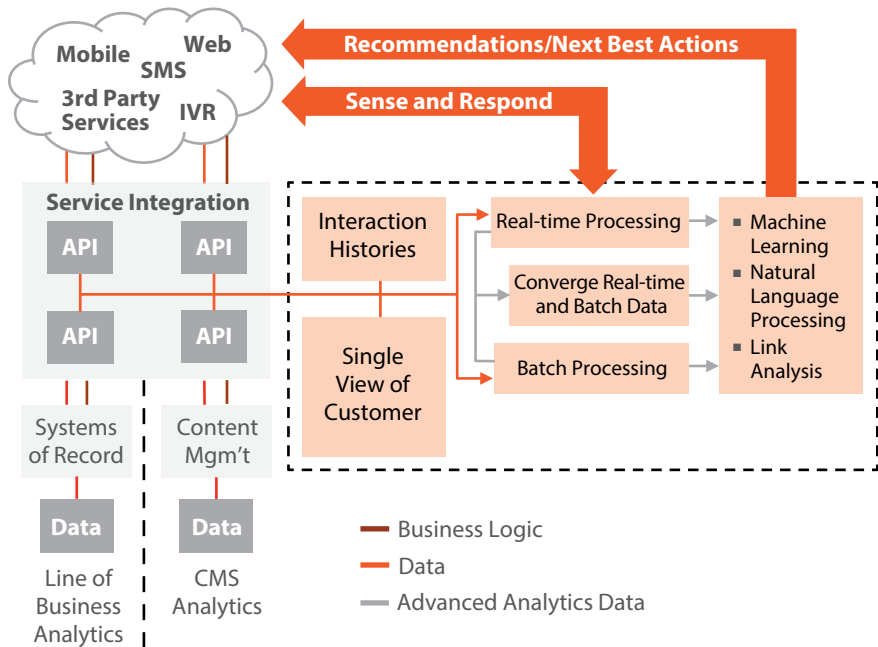 Mobile
Web
SMS
3rd Party
Services
IVR
Recommendations/Next Best Actions
Sense and Respond
Service Integration
API
API
API
API
Systems
of Record
Content
Mgm't
Data
Data
Line of
Business
Analytics
CMS
Analytics
Interaction
Histories
Single
View of
Customer
Real-time Processing
Converge Real-time
and Batch Data
Batch Processing
▪ Machine
Learning
▪ Natural
Language
Processing
▪ Link
Analysis
Business Logic
Data
Advanced Analytics Data